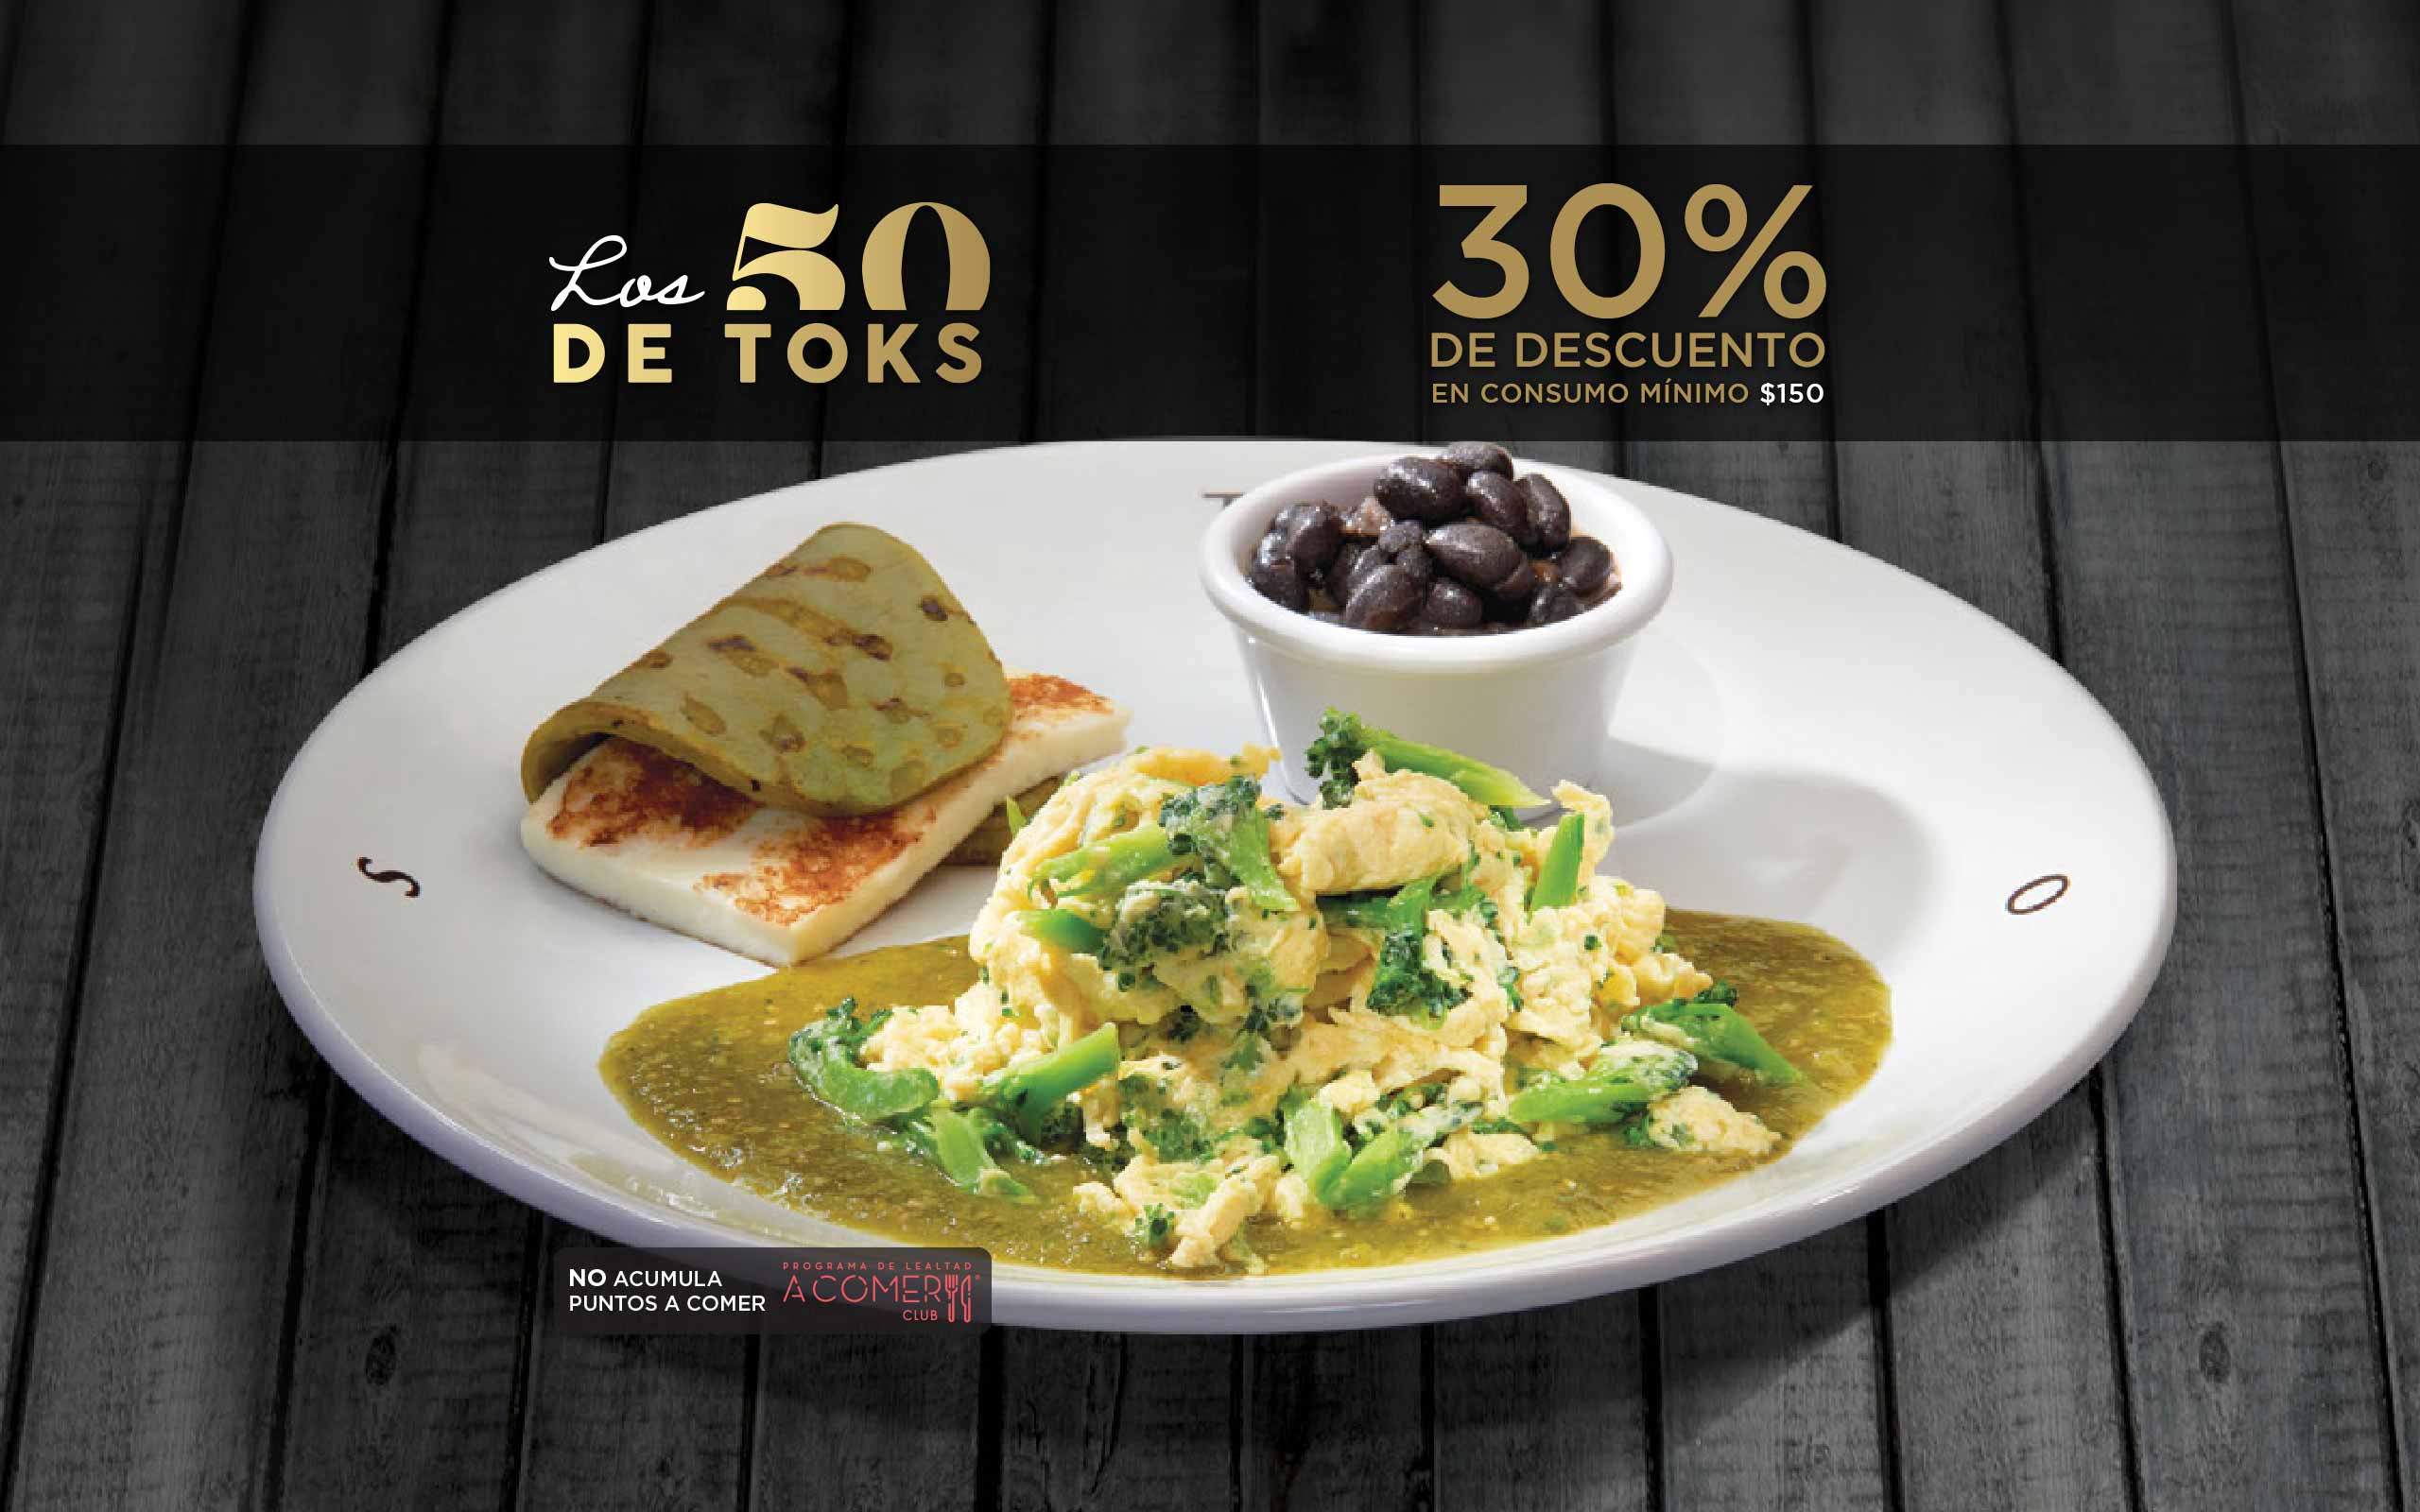 Los 50
DE TOKS
30%
DE DESCUENTO
EN CONSUMO MÍNIMO $150
T
S
O
NO ACUMULA
PUNTOS A COMER
PROGRAMA DE LEALTAD
ACOMER®
CLUB